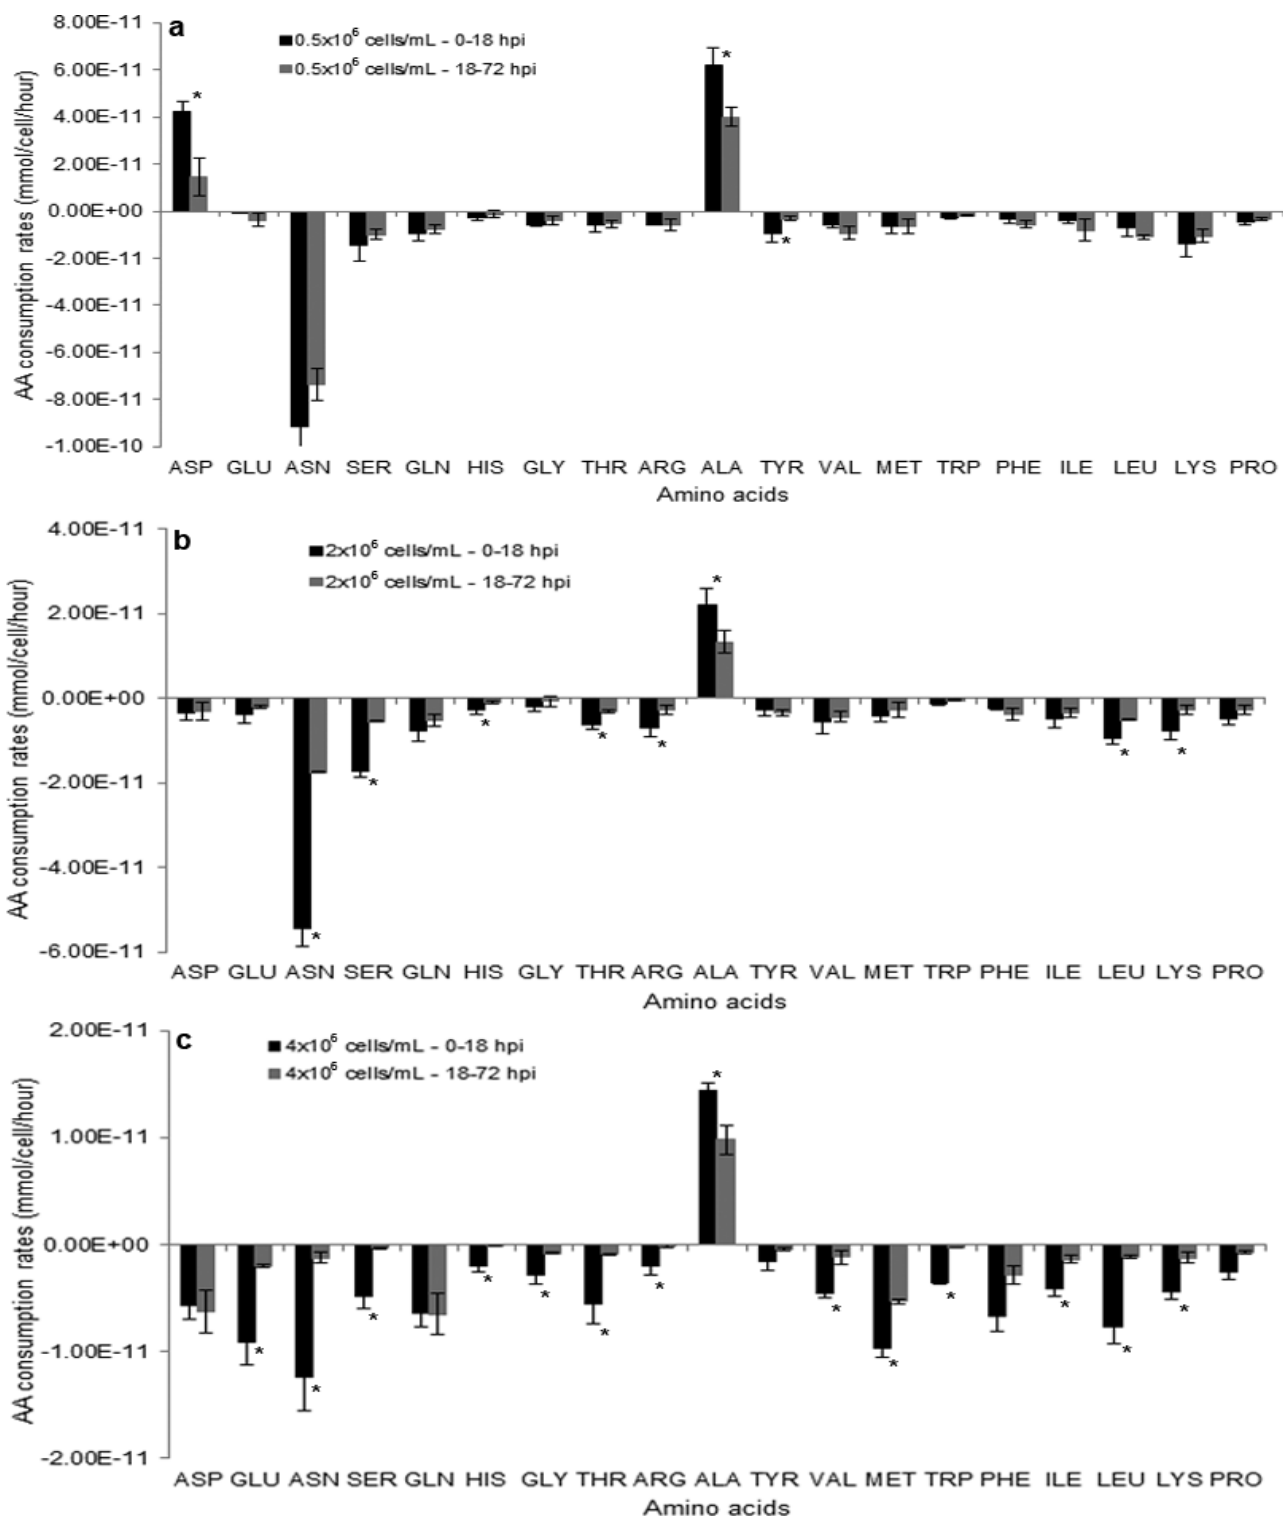 a
0.5x10⁶ cells/mL - 0-18 hpi
0.5x10⁶ cells/mL - 18-72 hpi
AA consumption rates (mmol/cell/hour)
8.00E-11
6.00E-11
4.00E-11
2.00E-11
0.00E+00
-2.00E-11
-4.00E-11
-6.00E-11
-8.00E-11
-1.00E-10
* * *
ASP GLU ASN SER GLN HIS GLY THR ARG ALA TYR VAL MET TRP PHE ILE LEU LYS PRO
Amino acids
b
2x10⁶ cells/mL - 0-18 hpi
2x10⁶ cells/mL - 18-72 hpi
AA consumption rates (mmol/cell/hour)
4.00E-11
2.00E-11
0.00E+00
-2.00E-11
-4.00E-11
-6.00E-11
* * * * * * * *
ASP GLU ASN SER GLN HIS GLY THR ARG ALA TYR VAL MET TRP PHE ILE LEU LYS PRO
Amino acids
c
4x10⁶ cells/mL - 0-18 hpi
4x10⁶ cells/mL - 18-72 hpi
AA consumption rates (mmol/cell/hour)
2.00E-11
1.00E-11
0.00E+00
-1.00E-11
-2.00E-11
* * * * * * * * * * * * * *
ASP GLU ASN SER GLN HIS GLY THR ARG ALA TYR VAL MET TRP PHE ILE LEU LYS PRO
Amino acids